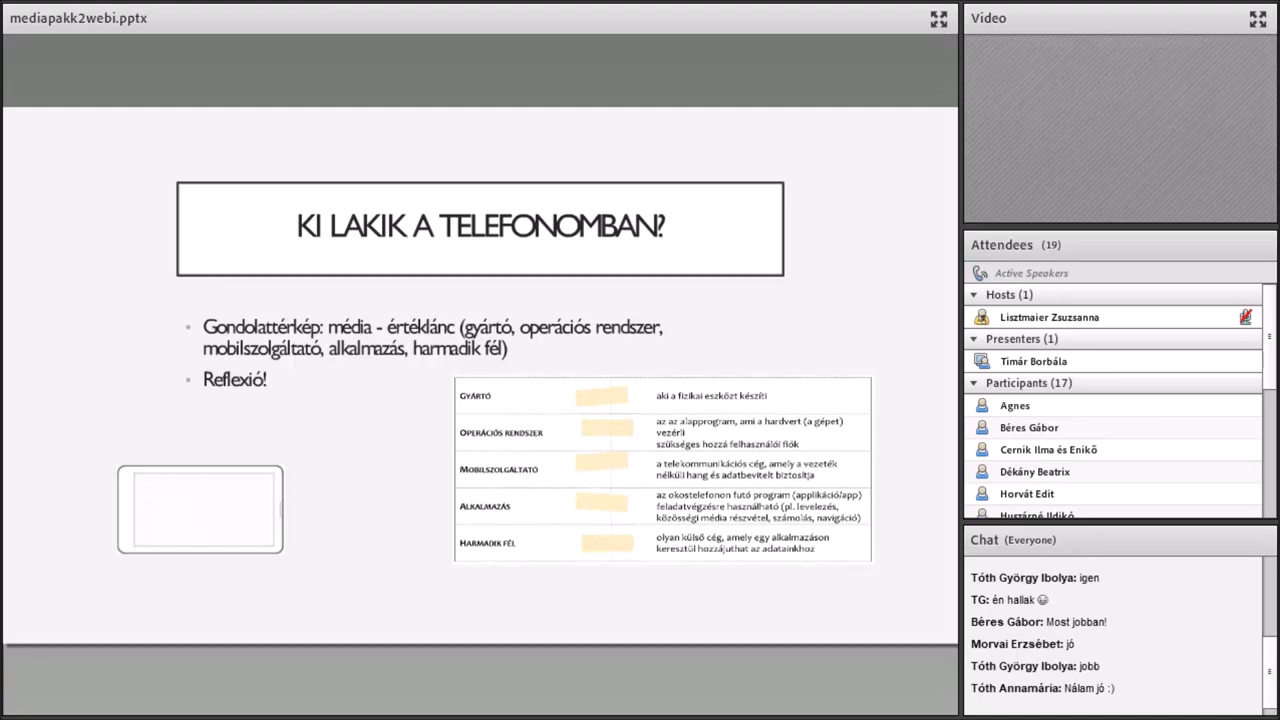 mediapakk2webi.pptx
KI LAKIK A TELEFONOMBAN?
• Gondolattérkép: média - értéklánc (gyártó, operációs rendszer,
mobilszolgáltató, alkalmazás, harmadik fél)
• Reflexió!
GYÁRTÓ
aki a fizikai eszközt készíti
OPERÁCIÓS RENDSZER
az az alapprogram, ami a hardvert (a gépet)
vezérli
szükséges hozzá felhasználói fiók
MOBILSZOLGÁLTATÓ
a telekommunikációs cég, amely a vezeték
nélküli hang és adatbevitelt biztosítja
ALKALMAZÁS
az okostelefonon futó program (applikáció/app)
feladatvégzésre használható (pl. levelezés,
közösségi média részvétel, számolás, navigáció)
HARMADIK FÉL
olyan külső cég, amely egy alkalmazáson
keresztül hozzájuthat az adatainkhoz
Video
Attendees (19)
Active Speakers
Hosts (1)
Lisztmaier Zsuzsanna
Presenters (1)
Timár Borbála
Participants (17)
Agnes
Béres Gábor
Cernik Ilma és Enikő
Dékány Beatrix
Horvát Edit
Huszárné Ildikó
Chat (Everyone)
Tóth György Ibolya: igen
TG: én hallak 😀
Béres Gábor: Most jobban!
Morvai Erzsébet: jó
Tóth György Ibolya: jobb
Tóth Annamária: Nálam jó :)